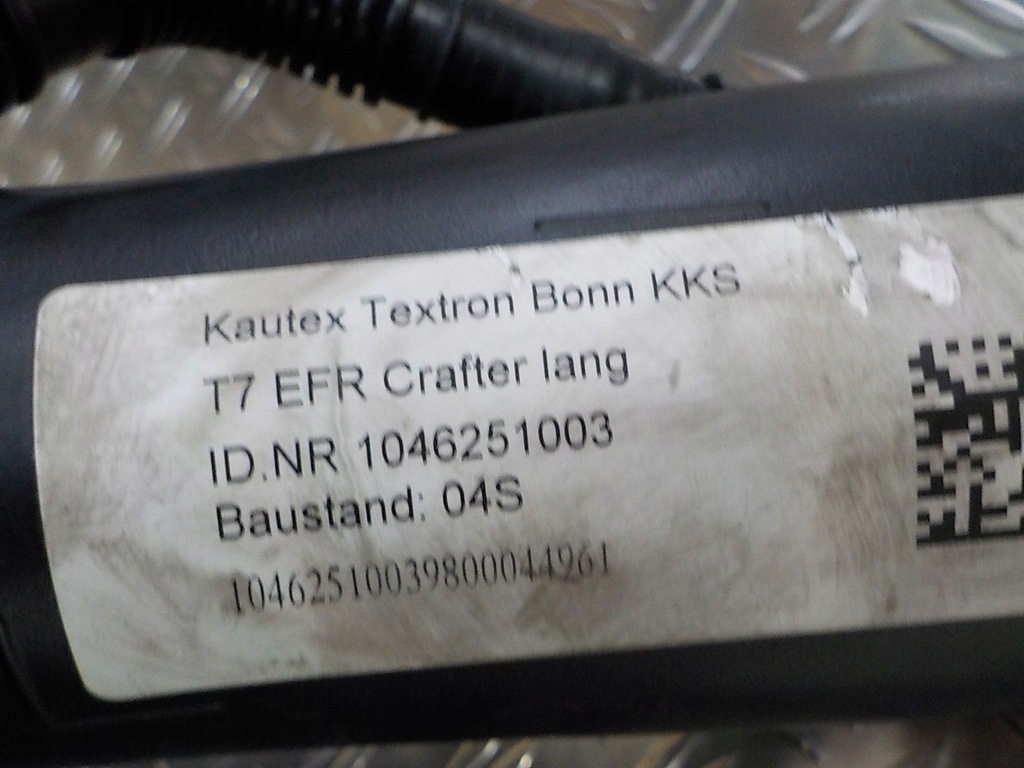 Kautex Textron Bonn KKS
T7 EFR Crafter lang
ID.NR 1046251003
Baustand: 04S
10462510039800044961